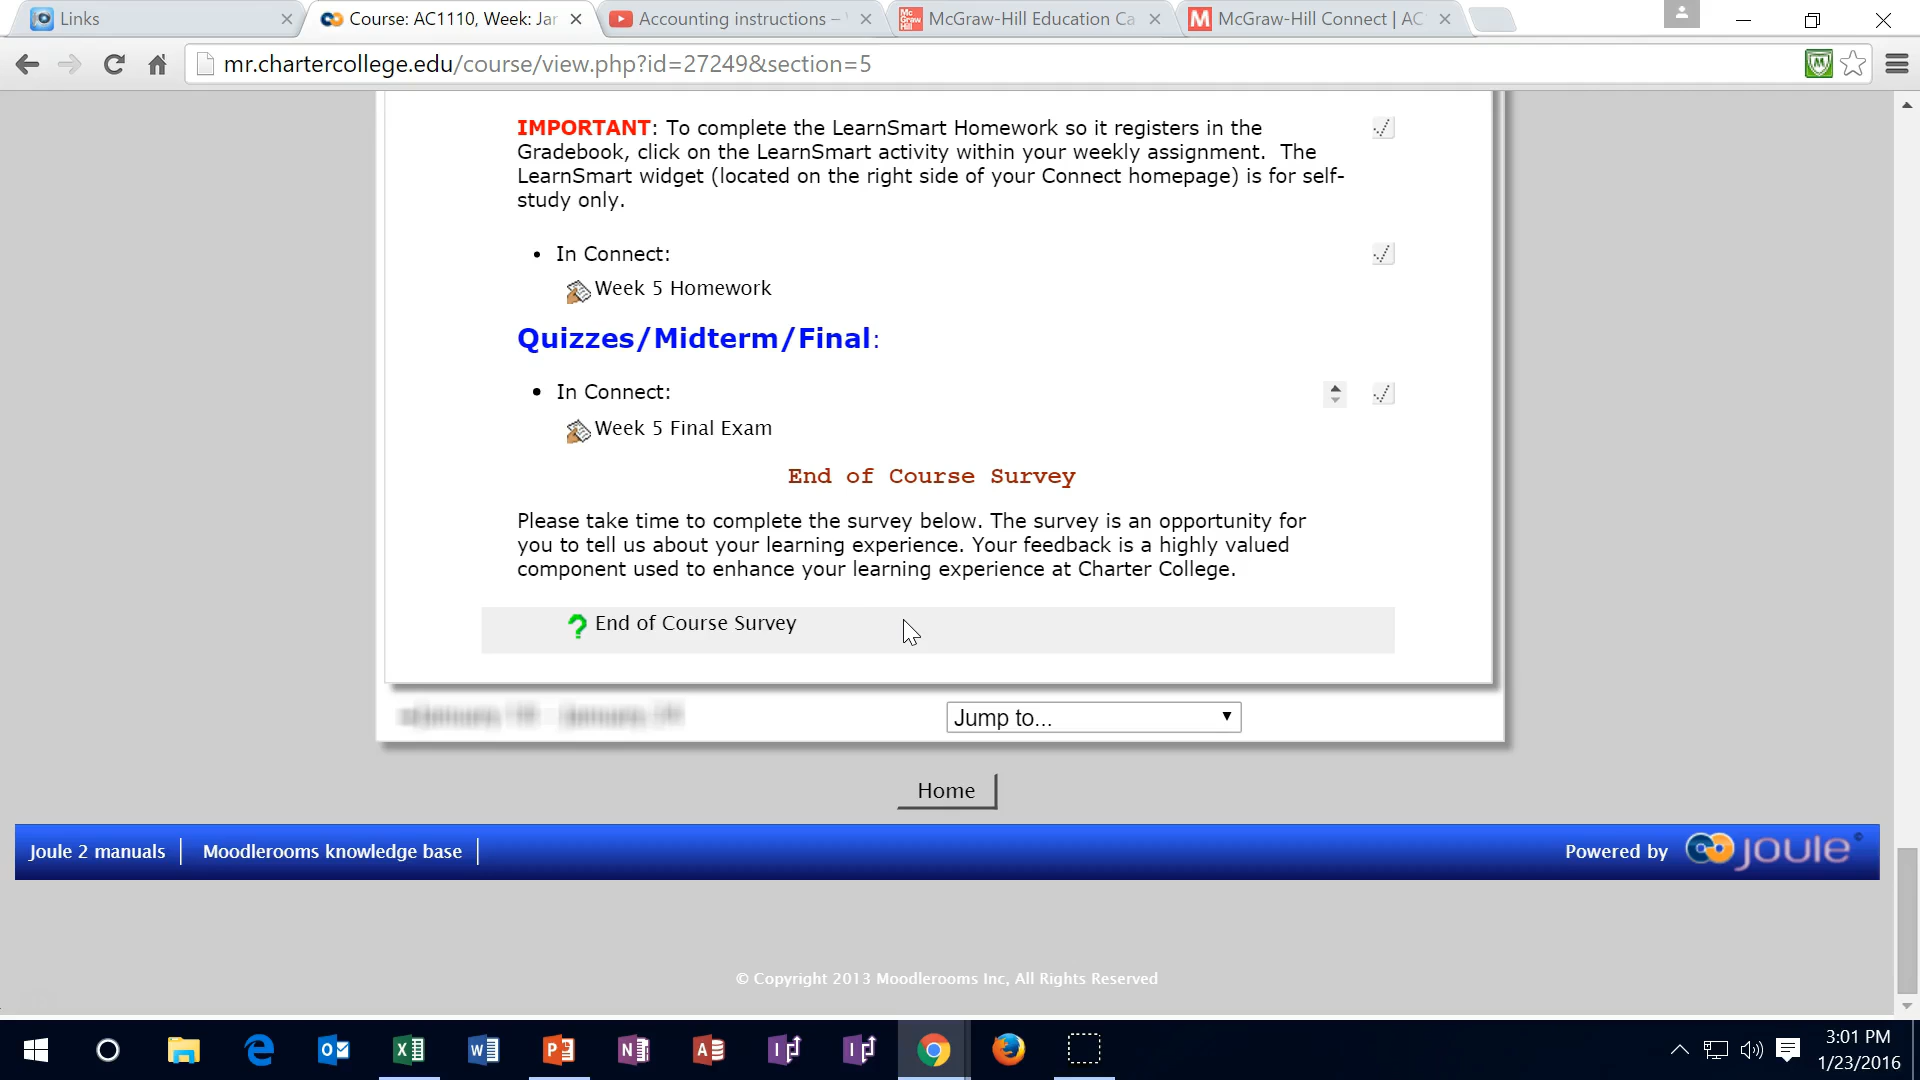 Links
Course: AC1110, Week: Jar
Accounting instructions –
McGraw-Hill Education Ca
McGraw-Hill Connect | AC
mr.chartercollege.edu/course/view.php?id=27249&section=5
IMPORTANT: To complete the LearnSmart Homework so it registers in the
Gradebook, click on the LearnSmart activity within your weekly assignment. The
LearnSmart widget (located on the right side of your Connect homepage) is for self-
study only.
• In Connect:
Week 5 Homework
Quizzes/Midterm/Final:
• In Connect:
Week 5 Final Exam
End of Course Survey
Please take time to complete the survey below. The survey is an opportunity for
you to tell us about your learning experience. Your feedback is a highly valued
component used to enhance your learning experience at Charter College.
? End of Course Survey
Jump to...
Home
Joule 2 manuals
Moodlerooms knowledge base
Powered by joule
© Copyright 2013 Moodlerooms Inc, All Rights Reserved
3:01 PM
1/23/2016